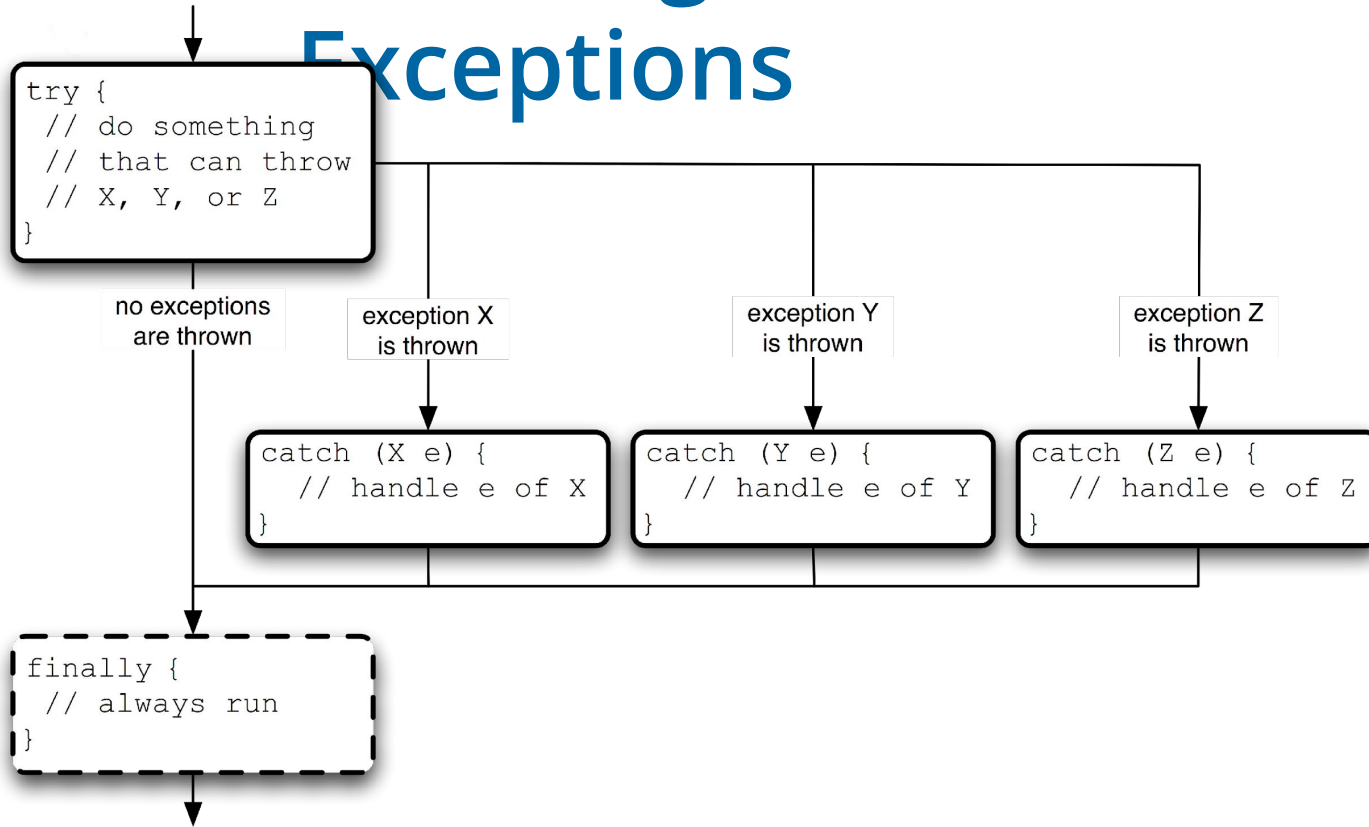 Exceptions
try {
// do something
// that can throw
// X, Y, or Z
}
no exceptions
are thrown
exception X
is thrown
exception Y
is thrown
exception Z
is thrown
catch (X e) {
// handle e of X
}
catch (Y e) {
// handle e of Y
}
catch (Z e) {
// handle e of Z
}
finally {
// always run
}